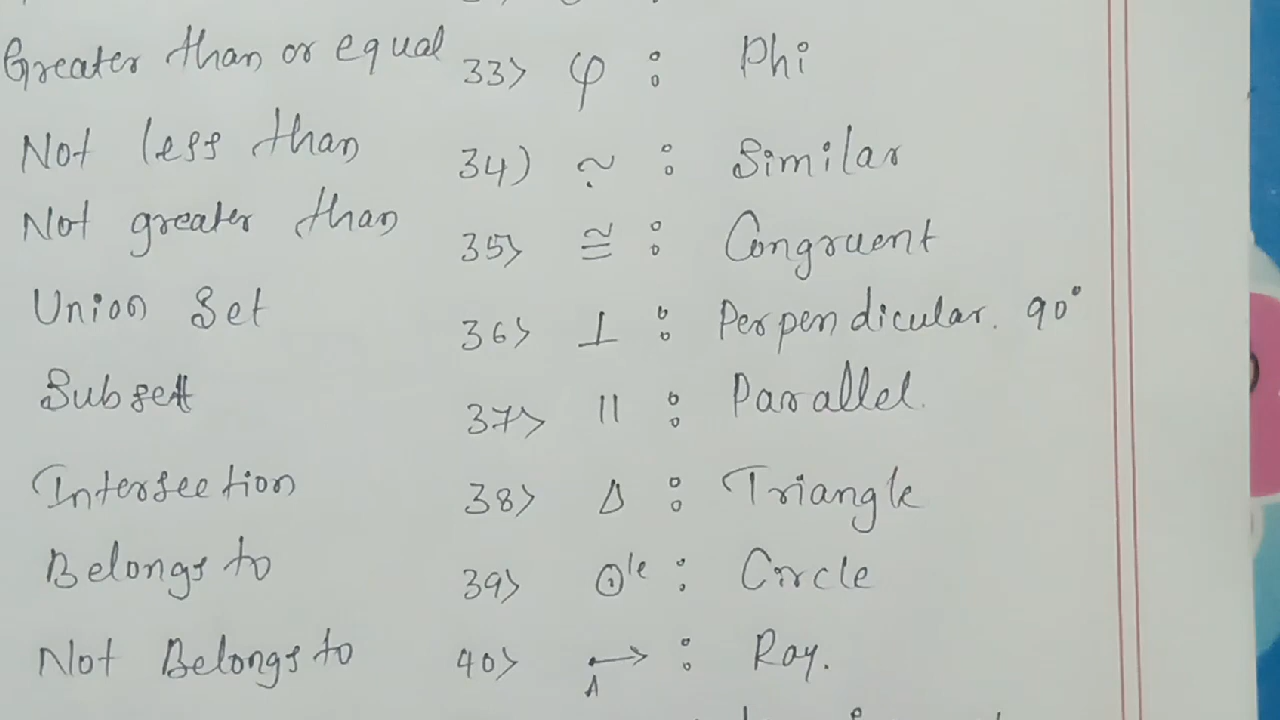 Greater than or equal 33> φ : Phi
Not less than 34) ~ : Similar
Not greater than 35> ≅ : Congruent
Union Set 36> ⊥ : Perpendicular. 90°
Subset 37> || : Parallel.
Intersection 38> Δ : Triangle
Belongs to 39> ⊙le : Circle
Not Belongs to 40> •→ : Ray.
A